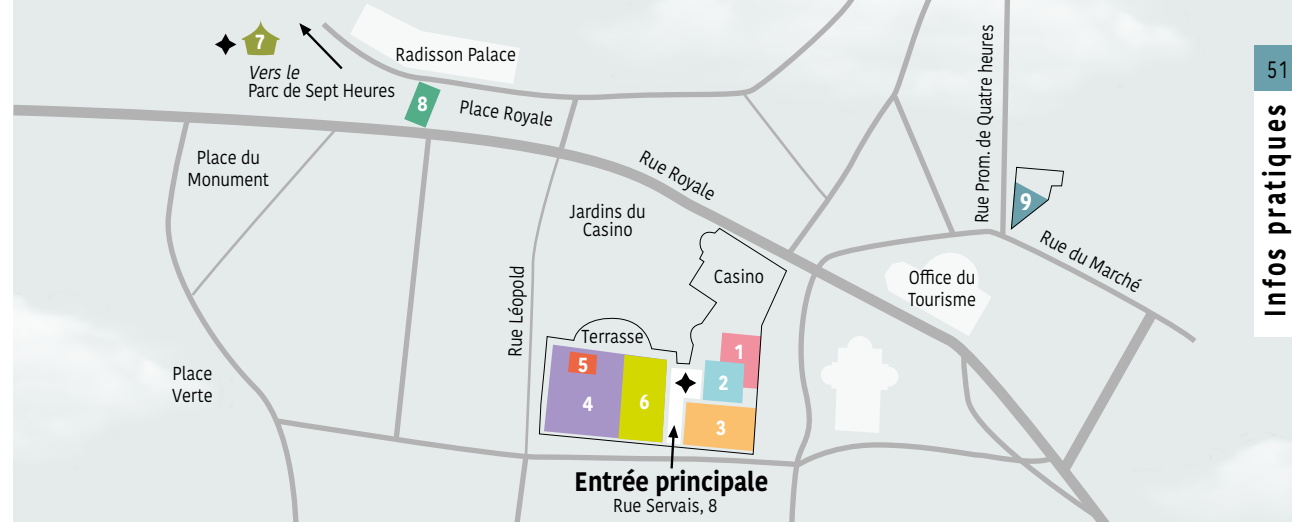 Radisson Palace
7
Vers le
Parc de Sept Heures
8
Place Royale
Place du
Monument
Rue Royale
Rue Prom. de Quatre heures
9
Rue du Marché
Jardins du
Casino
Casino
Office du
Tourisme
Rue Léopold
Terrasse
1
2
3
4
5
6
Place
Verte
Entrée principale
Rue Servais, 8
51
Infos pratiques